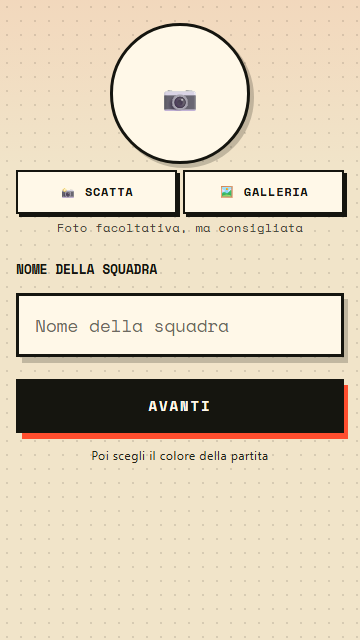 SCATTA
GALLERIA
Foto facoltativa, ma consigliata
NOME DELLA SQUADRA
Nome della squadra
AVANTI
Poi scegli il colore della partita